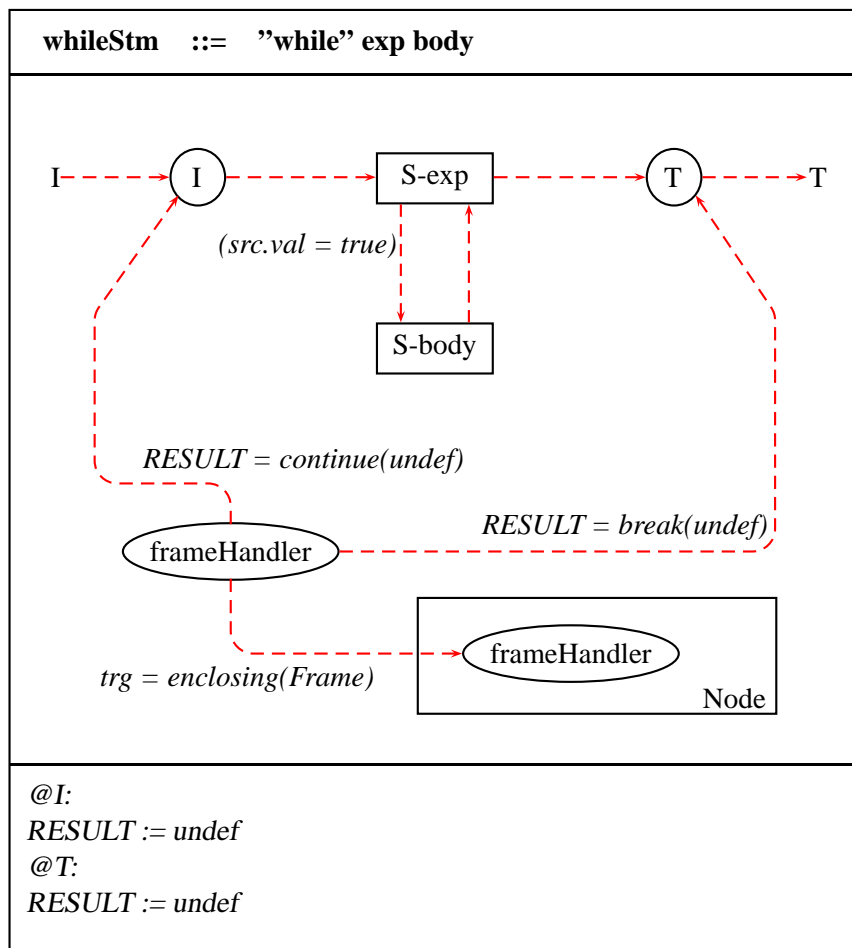 whileStm ::= ”while” exp body
I I S-exp T T
(src.val = true)
S-body
RESULT = continue(undef)
RESULT = break(undef)
frameHandler
frameHandler
trg = enclosing(Frame)
Node
@I:
RESULT := undef
@T:
RESULT := undef